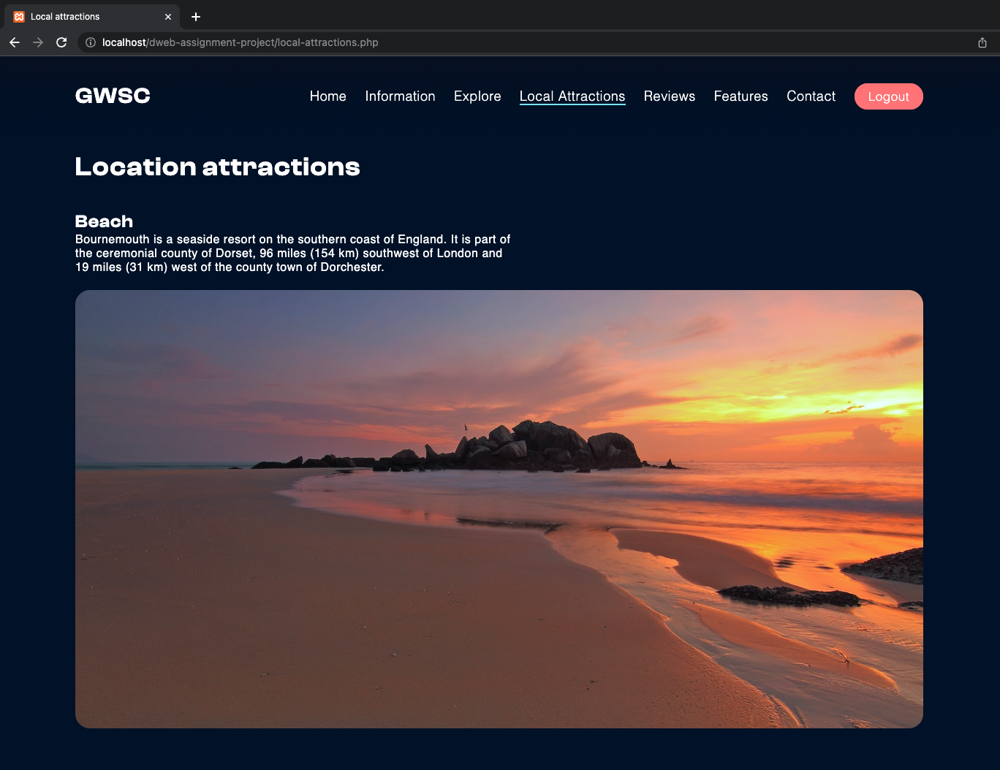 Local attractions
localhost/dweb-assignment-project/local-attractions.php
GWSC
Home
Information
Explore
Local Attractions
Reviews
Features
Contact
Logout
Location attractions
Beach
Bournemouth is a seaside resort on the southern coast of England. It is part of
the ceremonial county of Dorset, 96 miles (154 km) southwest of London and
19 miles (31 km) west of the county town of Dorchester.